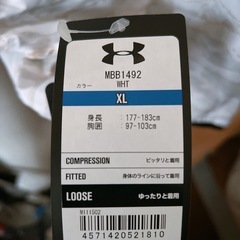 MBB1492
カラー WHT
XL
身長 : 177-183cm
胸囲 : 97-103cm
COMPRESSION ピッタリと着用
FITTED 身体のラインに沿って着用
LOOSE ゆったりと着用
M111502
4571420521810